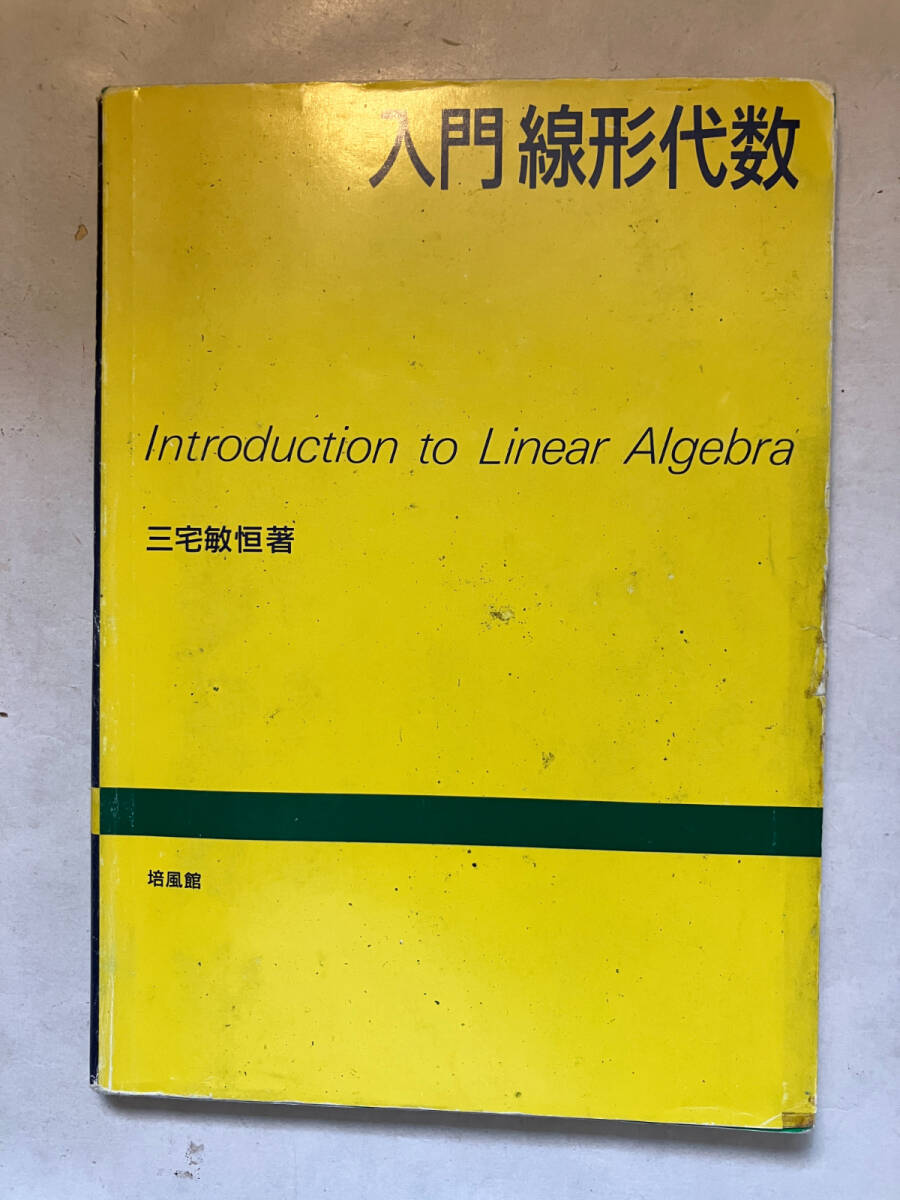 入門 線形代数
Introduction to Linear Algebra
三宅敏恒著
培風館